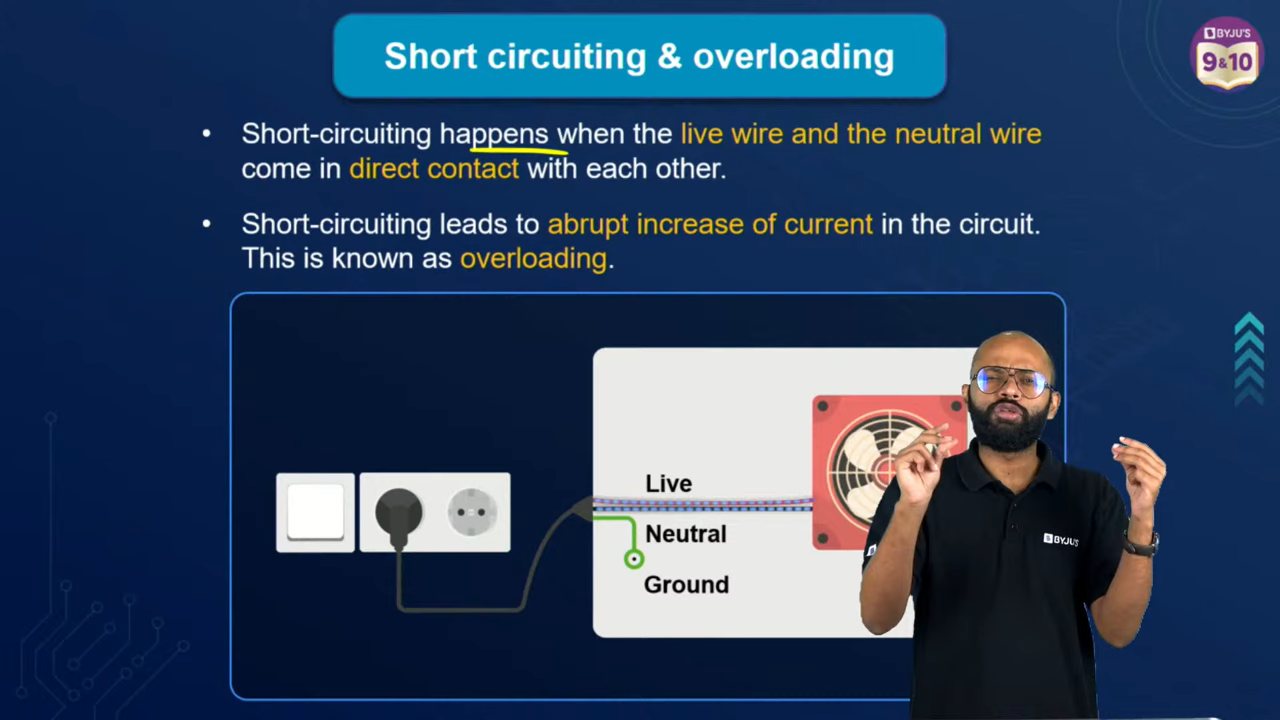 Short circuiting & overloading
BYJU'S
9&10
• Short-circuiting happens when the live wire and the neutral wire
come in direct contact with each other.
• Short-circuiting leads to abrupt increase of current in the circuit.
This is known as overloading.
Live
Neutral
Ground
BYJU'S